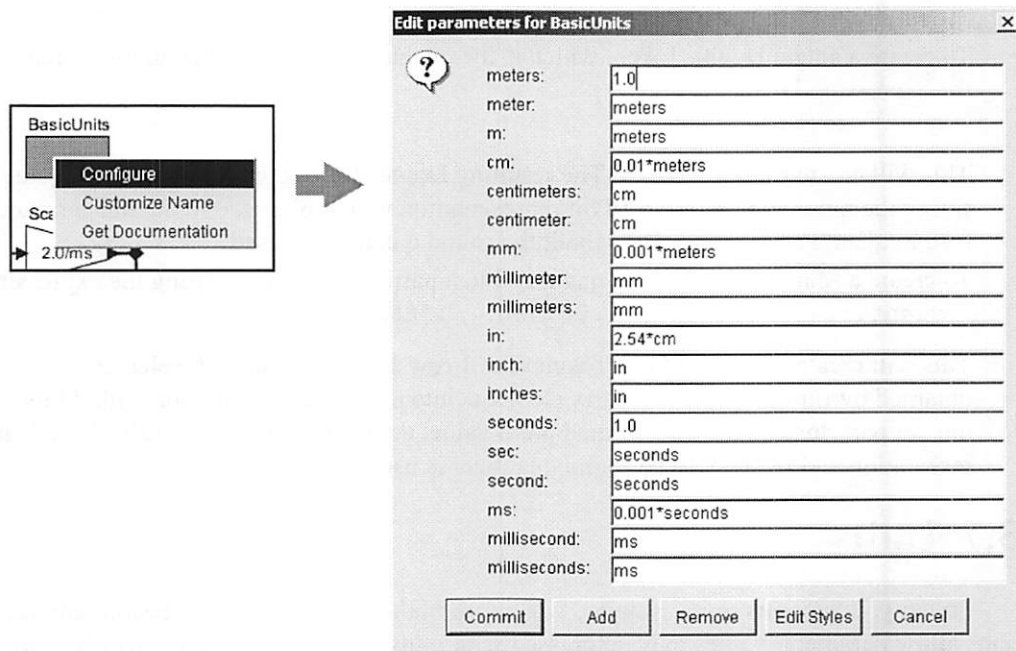 BasicUnits
Configure
Customize Name
Get Documentation
2.0/ms
Edit parameters for BasicUnits
?
meters: 1.0
meter: meters
m: meters
cm: 0.01*meters
centimeters: cm
centimeter: cm
mm: 0.001*meters
millimeter: mm
millimeters: mm
in: 2.54*cm
inch: in
inches: in
seconds: 1.0
sec: seconds
second: seconds
ms: 0.001*seconds
millisecond: ms
milliseconds: ms
Commit Add Remove Edit Styles Cancel